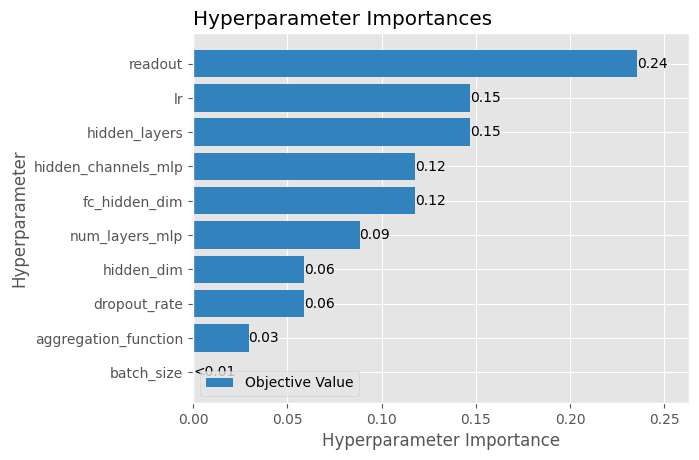 Hyperparameter Importances
readout 0.24
lr 0.15
hidden_layers 0.15
hidden_channels_mlp 0.12
fc_hidden_dim 0.12
num_layers_mlp 0.09
hidden_dim 0.06
dropout_rate 0.06
aggregation_function 0.03
batch_size <0.01
Objective Value
0.00 0.05 0.10 0.15 0.20 0.25
Hyperparameter Importance
Hyperparameter